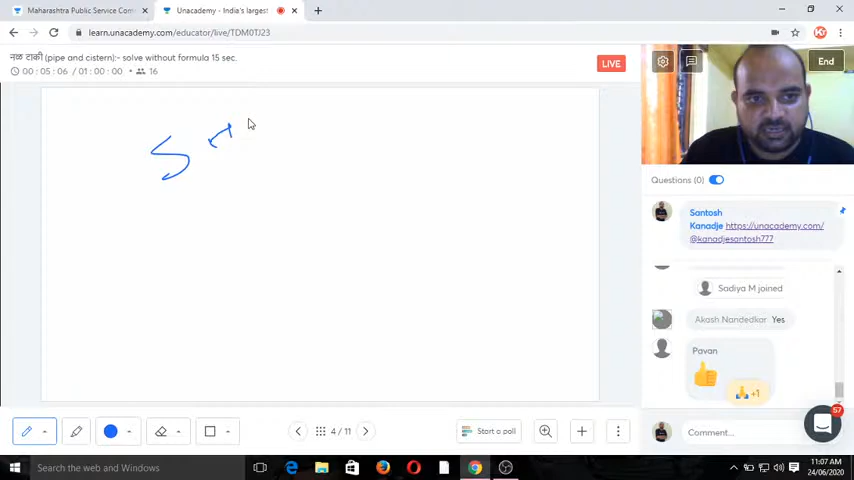 Maharashtra Public Service Com
Unacademy - India's largest
learn.unacademy.com/educator/live/TDM0TJ23
नळ टाकी (pipe and cistern):~ solve without formula 15 sec.
00 : 05 : 06 / 01 : 00 : 00 • 16
LIVE
End
Questions (0)
Santosh
Kanadje https://unacademy.com/
@kanadjesantosh777
Sadiya M joined
Akash Nandedkar Yes
Pavan
+1
57
4 / 11
Start a poll
Comment...
Search the web and Windows
11:07 AM
24/06/2020